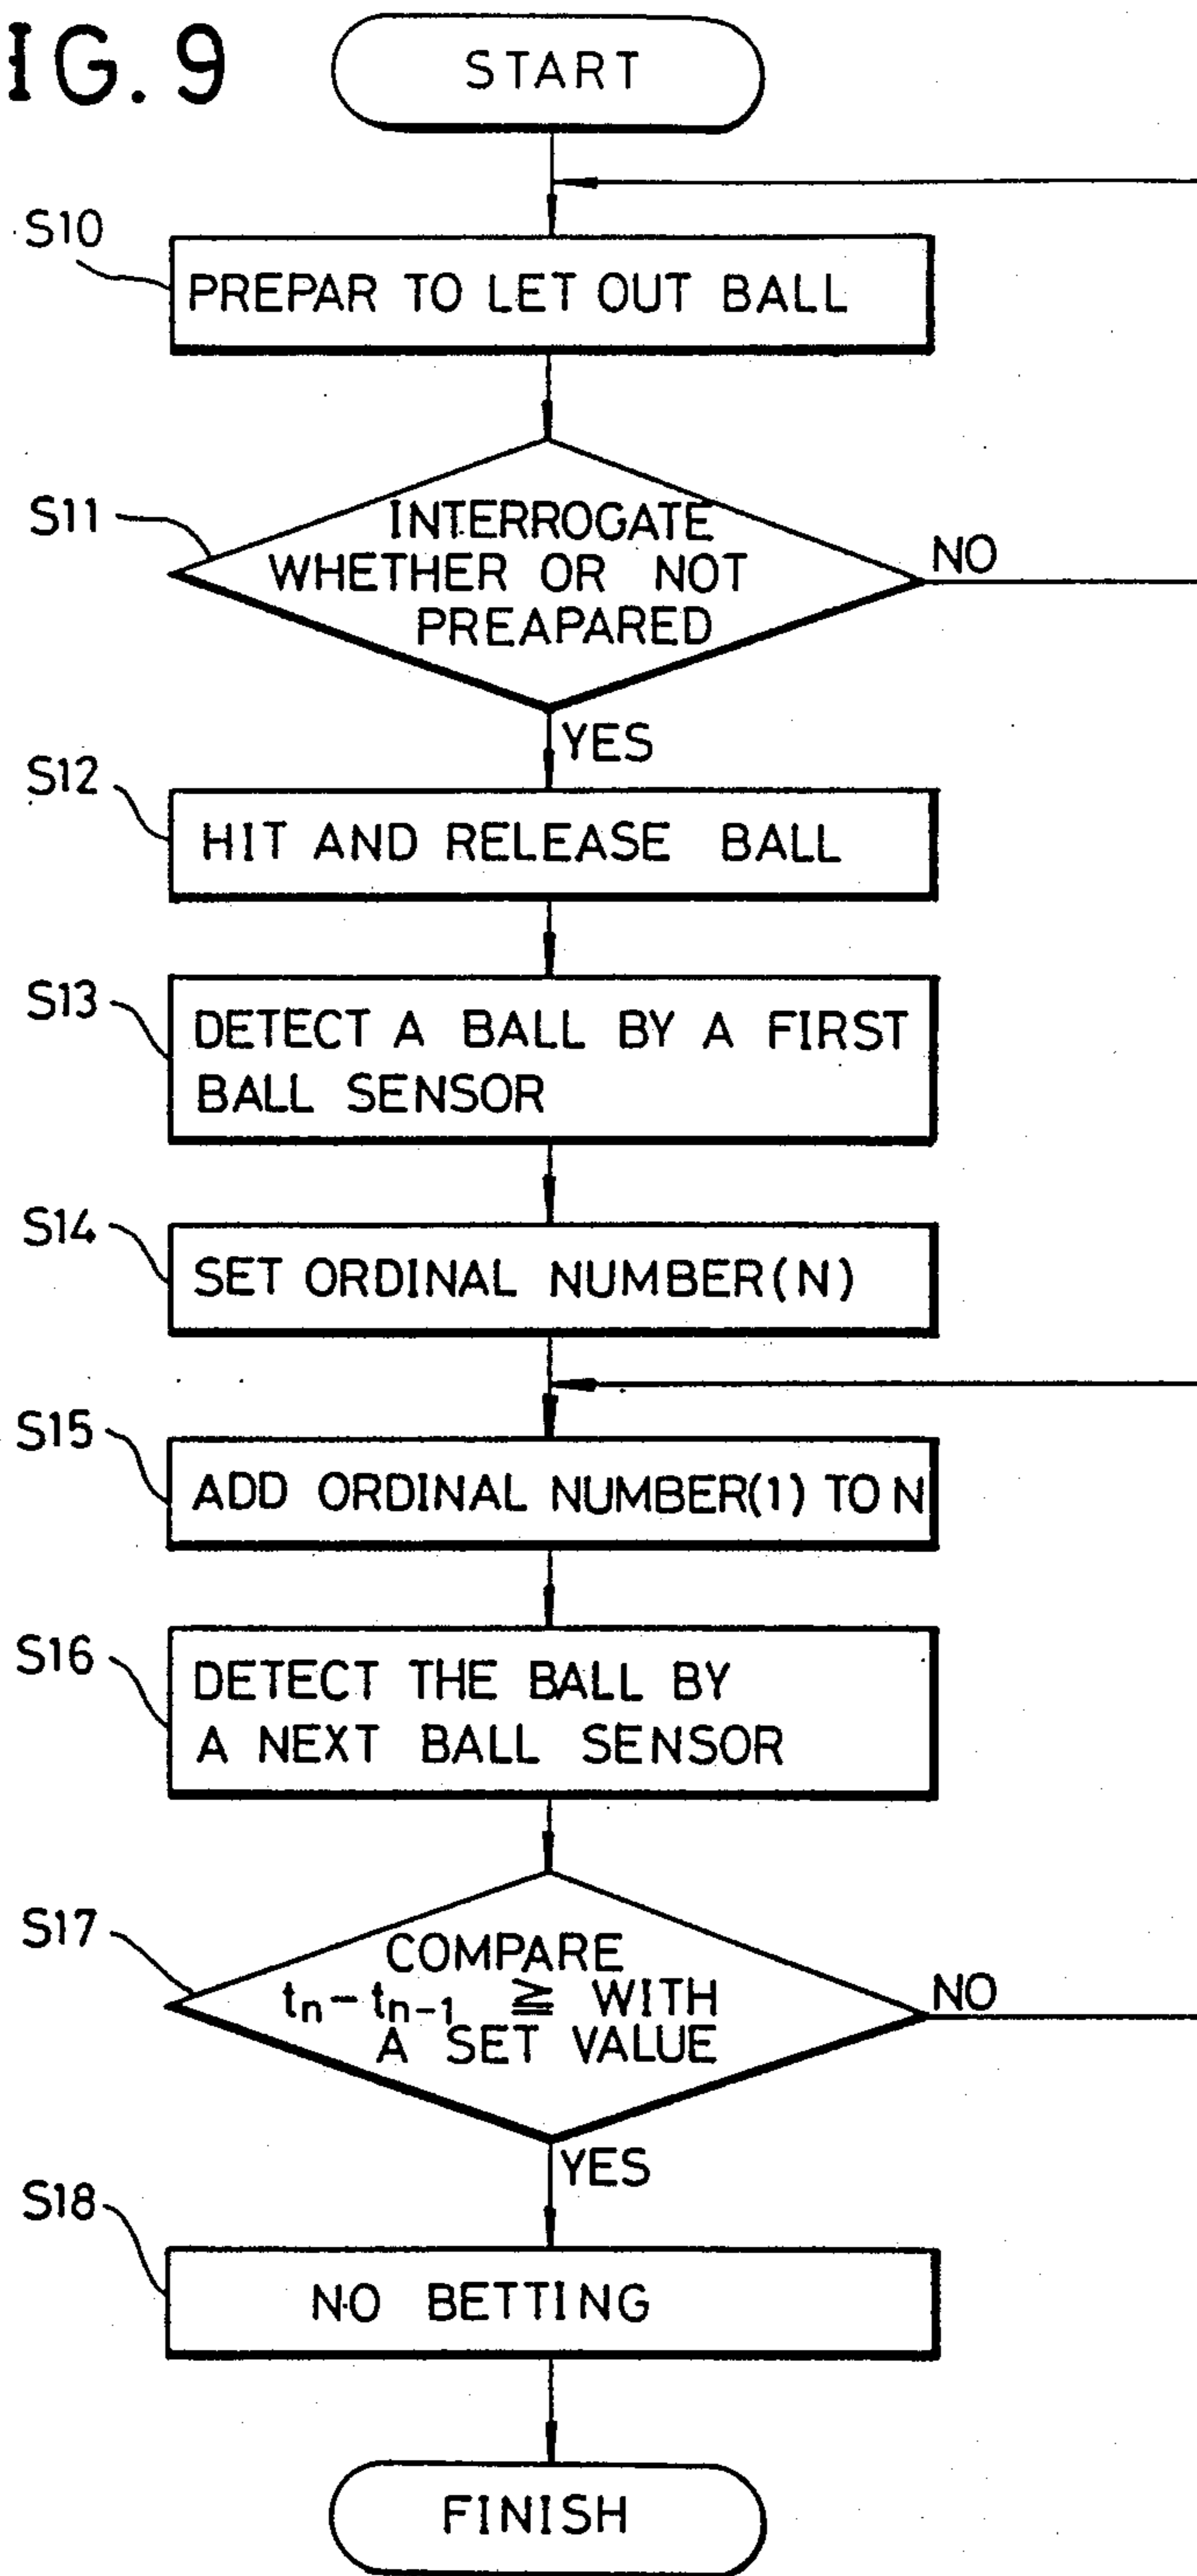 IG. 9
START
S10
PREPAR TO LET OUT BALL
S11
INTERROGATE
WHETHER OR NOT
PREAPARED
NO
YES
S12
HIT AND RELEASE BALL
S13
DETECT A BALL BY A FIRST
BALL SENSOR
S14
SET ORDINAL NUMBER(N)
S15
ADD ORDINAL NUMBER(1) TO N
S16
DETECT THE BALL BY
A NEXT BALL SENSOR
S17
COMPARE
tn-tn-1 ≧ WITH
A SET VALUE
NO
YES
S18
NO BETTING
FINISH